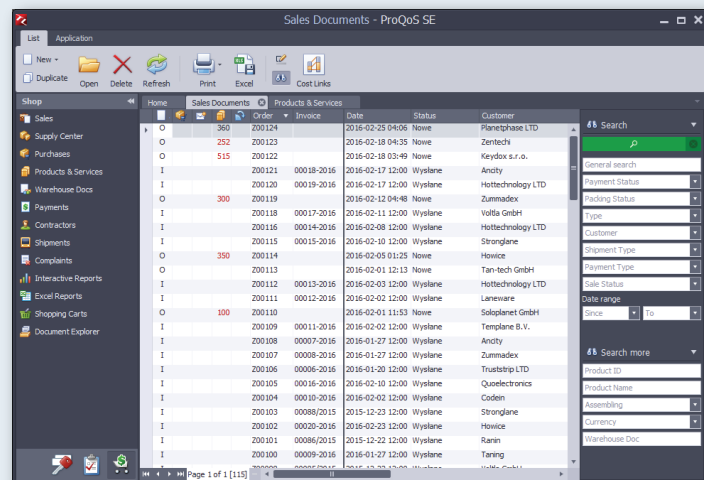 Sales Documents - ProQoS SE
List Application
New
Duplicate
Open Delete Refresh Print Excel Cost Links
Shop
Sales
Supply Center
Purchases
Products & Services
Warehouse Docs
Payments
Contractors
Shipments
Complaints
Interactive Reports
Excel Reports
Shopping Carts
Document Explorer
Home Sales Documents Products & Services
Order Invoice Date Status Customer
O 360 Z00124 2016-02-25 04:06 Nowe Planetphase LTD
O 252 Z00123 2016-02-18 04:35 Nowe Zentechi
O 515 Z00122 2016-02-18 03:49 Nowe Keydox s.r.o.
I Z00121 00018-2016 2016-02-17 12:00 Wysłane Ancity
I Z00120 00019-2016 2016-02-17 12:00 Wysłane Hottechnology LTD
O 300 Z00119 2016-02-12 04:48 Nowe Zummadex
I Z00118 00017-2016 2016-02-11 12:00 Wysłane Voltla GmbH
I Z00116 00014-2016 2016-02-08 12:00 Wysłane Hottechnology LTD
I Z00115 00015-2016 2016-02-10 12:00 Wysłane Stronglane
O 350 Z00114 2016-02-05 01:25 Nowe Howice
O Z00113 2016-02-01 12:13 Nowe Tan-tech GmbH
I Z00112 00013-2016 2016-02-03 12:00 Wysłane Hottechnology LTD
I Z00111 00012-2016 2016-02-02 12:00 Wysłane Laneware
O 100 Z00110 2016-02-01 11:53 Nowe Soloplanet GmbH
I Z00109 00011-2016 2016-02-02 12:00 Wysłane Templane B.V.
I Z00108 00007-2016 2016-01-27 12:00 Wysłane Ancity
I Z00107 00008-2016 2016-01-27 12:00 Wysłane Zummadex
I Z00106 00006-2016 2016-01-20 12:00 Wysłane Truststrip LTD
I Z00105 00016-2016 2016-02-10 12:00 Wysłane Quoelectronics
I Z00104 00010-2016 2016-02-02 12:00 Wysłane Codein
I Z00103 00088/2015 2015-12-23 12:00 Wysłane Stronglane
I Z00102 00020-2016 2016-02-23 12:00 Wysłane Howice
I Z00101 00086/2015 2015-12-22 12:00 Wysłane Ranin
I Z00100 00009-2016 2016-01-27 12:00 Wysłane Taning
Page 1 of 1 [115]
Search
General search
Payment Status
Packing Status
Type
Customer
Shipment Type
Payment Type
Sale Status
Date range
Since To
Search more
Product ID
Product Name
Assembling
Currency
Warehouse Doc